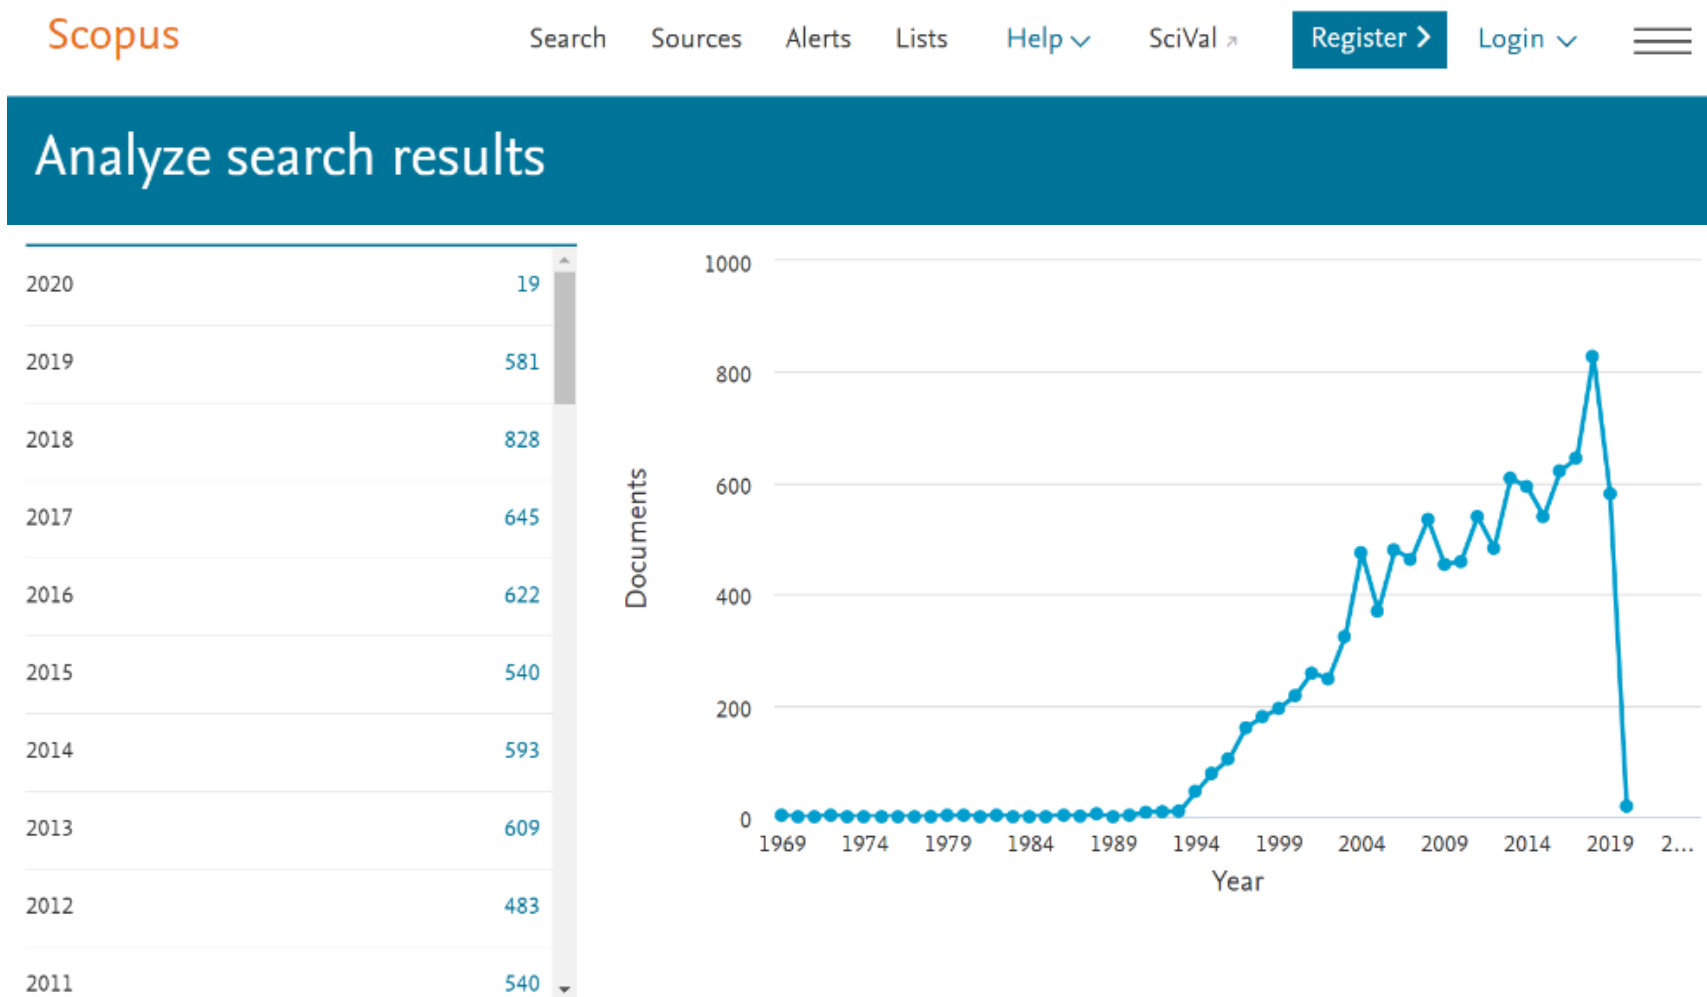 Scopus
Search Sources Alerts Lists Help SciVal Register Login
Analyze search results
2020 19
2019 581
2018 828
2017 645
2016 622
2015 540
2014 593
2013 609
2012 483
2011 540
1000
800
600
400
200
0
Documents
1969 1974 1979 1984 1989 1994 1999 2004 2009 2014 2019 2...
Year